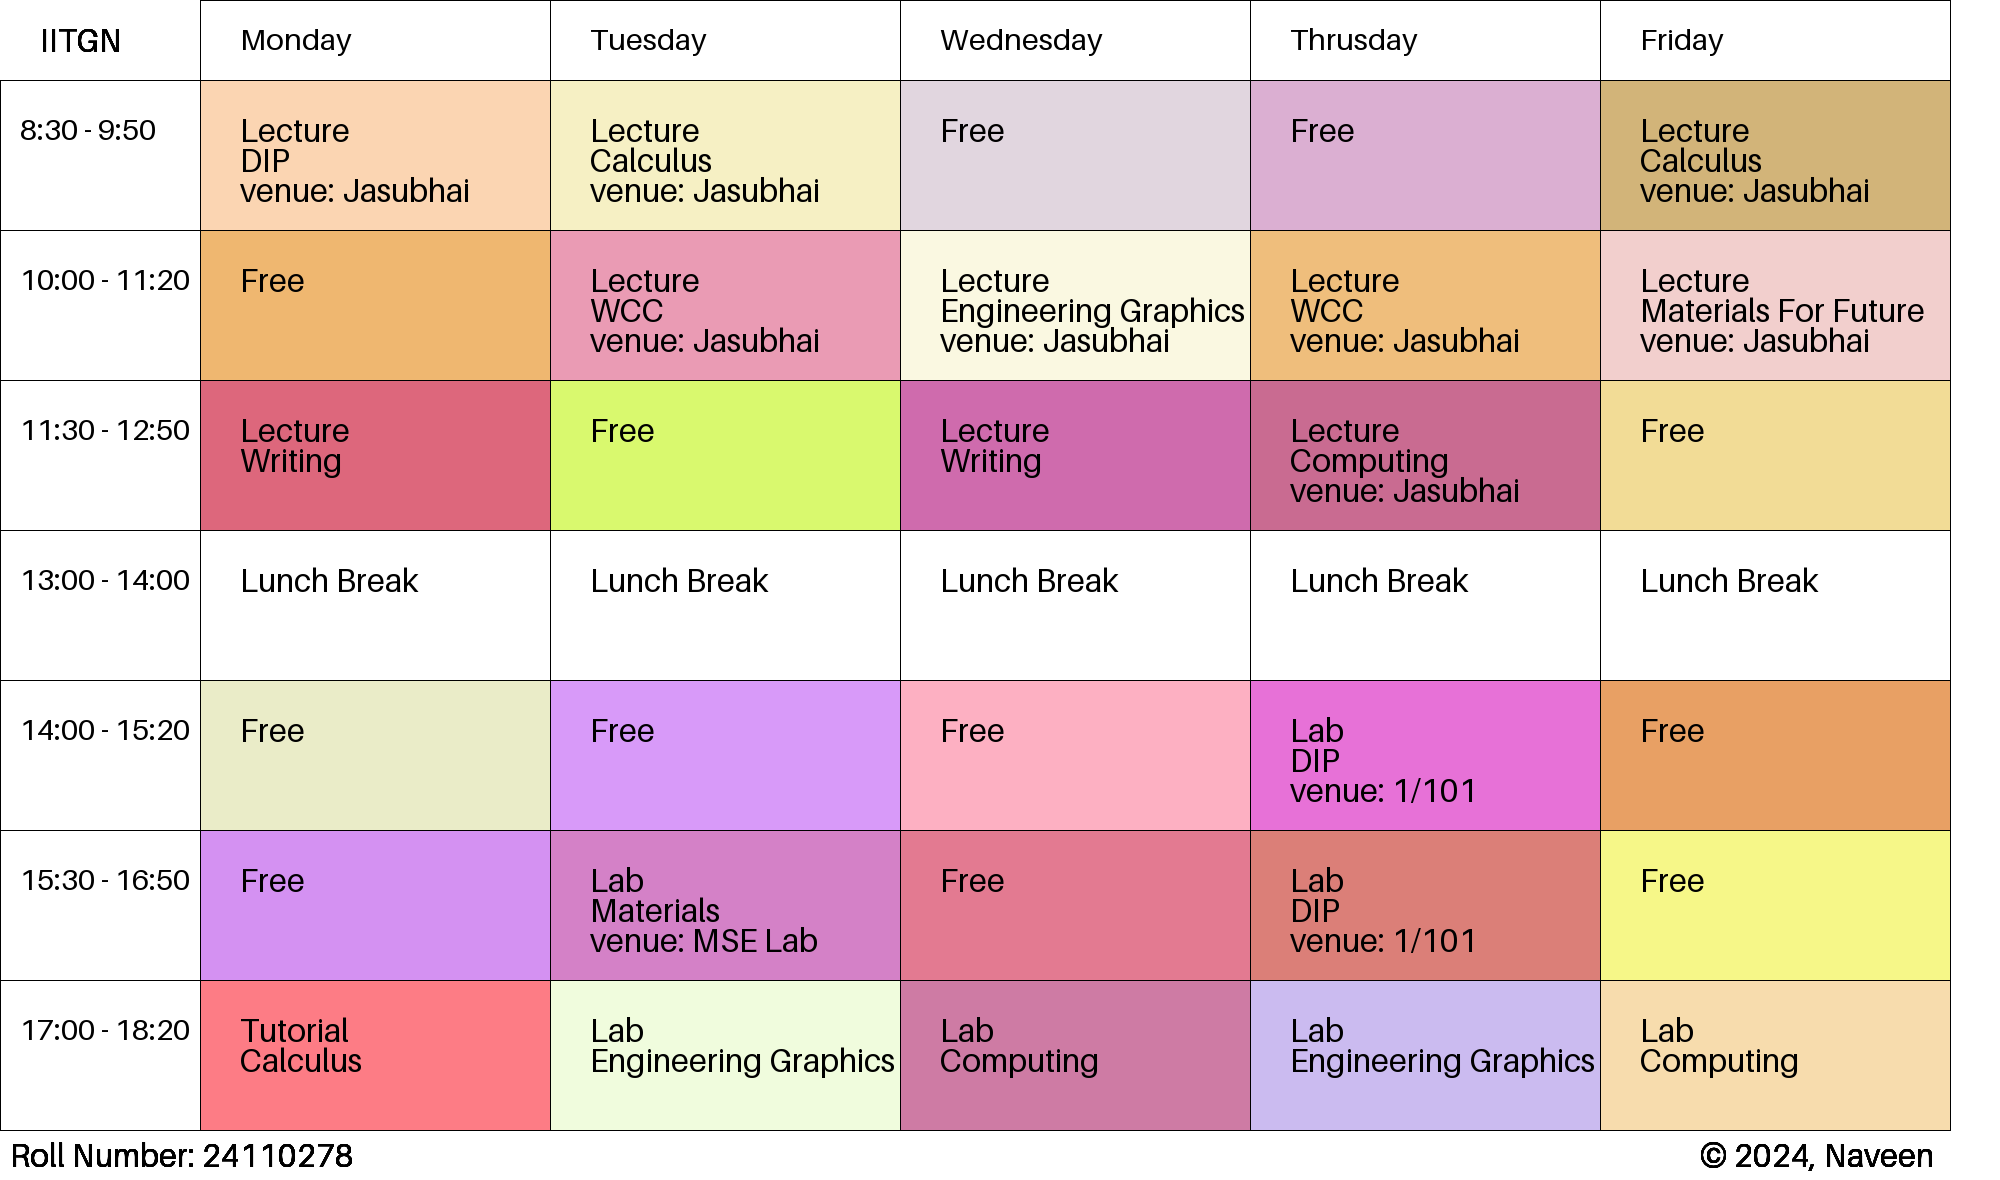 IITGN
Monday
Tuesday
Wednesday
Thrusday
Friday
8:30 - 9:50
Lecture
DIP
venue: Jasubhai
Lecture
Calculus
venue: Jasubhai
Free
Free
Lecture
Calculus
venue: Jasubhai
10:00 - 11:20
Free
Lecture
WCC
venue: Jasubhai
Lecture
Engineering Graphics
venue: Jasubhai
Lecture
WCC
venue: Jasubhai
Lecture
Materials For Future
venue: Jasubhai
11:30 - 12:50
Lecture
Writing
Free
Lecture
Writing
Lecture
Computing
venue: Jasubhai
Free
13:00 - 14:00
Lunch Break
Lunch Break
Lunch Break
Lunch Break
Lunch Break
14:00 - 15:20
Free
Free
Free
Lab
DIP
venue: 1/101
Free
15:30 - 16:50
Free
Lab
Materials
venue: MSE Lab
Free
Lab
DIP
venue: 1/101
Free
17:00 - 18:20
Tutorial
Calculus
Lab
Engineering Graphics
Lab
Computing
Lab
Engineering Graphics
Lab
Computing
Roll Number: 24110278
© 2024, Naveen